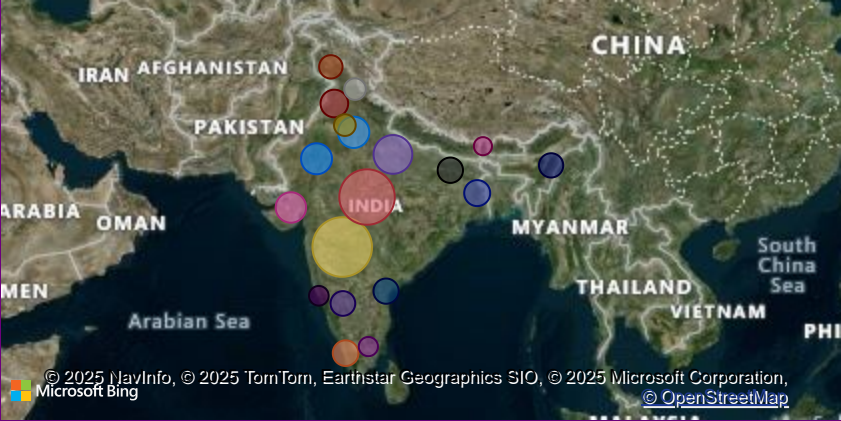 CHINA
IRAN
AFGHANISTAN
PAKISTAN
INDIA
ARABIA
OMAN
MYANMAR
South
China
Sea
MEN
THAILAND
VIETNAM
Arabian Sea
PHI
© 2025 NavInfo, © 2025 TomTom, Earthstar Geographics SIO, © 2025 Microsoft Corporation,
Microsoft Bing
© OpenStreetMap
MALAYSIA